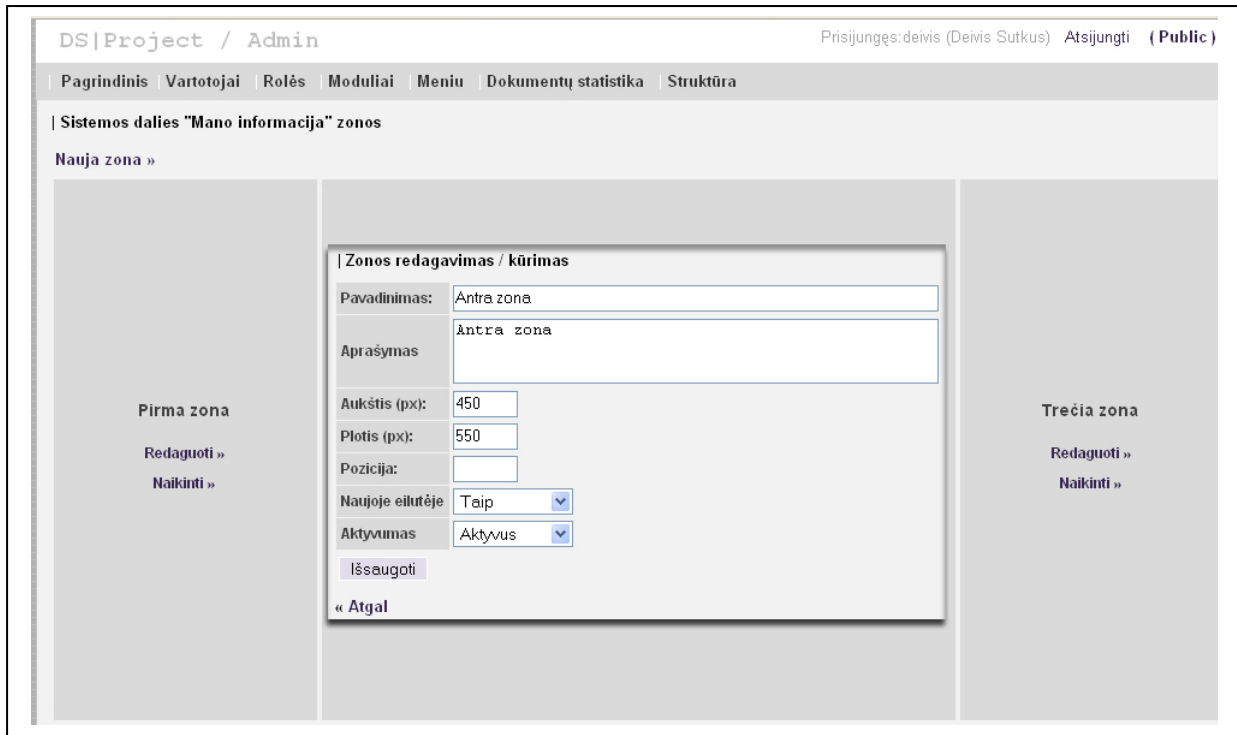 DS|Project / Admin
Prisijungęs:deivis (Deivis Sutkus) Atsijungti ( Public )
| Pagrindinis | Vartotojai | Rolės | Moduliai | Meniu | Dokumentų statistika | Struktūra
| Sistemos dalies "Mano informacija" zonos
Nauja zona »
Pirma zona
Redaguoti »
Naikinti »
| Zonos redagavimas / kūrimas
Pavadinimas: Antra zona
Aprašymas Antra zona
Aukštis (px): 450
Plotis (px): 550
Pozicija:
Naujoje eilutėje Taip
Aktyvumas Aktyvus
Išsaugoti
« Atgal
Trečia zona
Redaguoti »
Naikinti »